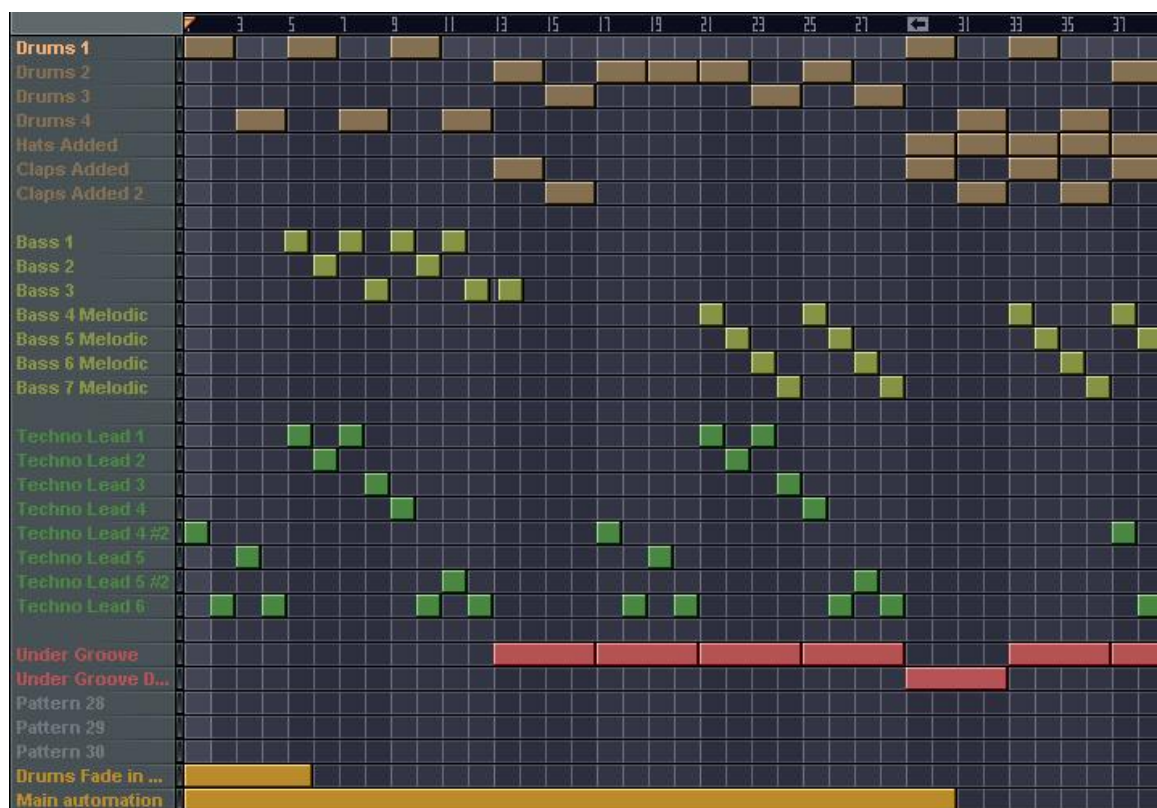 3 5 7 9 11 13 15 17 19 21 23 25 27 31 33 35 37
Drums 1
Drums 2
Drums 3
Drums 4
Hats Added
Claps Added
Claps Added 2
Bass 1
Bass 2
Bass 3
Bass 4 Melodic
Bass 5 Melodic
Bass 6 Melodic
Bass 7 Melodic
Techno Lead 1
Techno Lead 2
Techno Lead 3
Techno Lead 4
Techno Lead 4 #2
Techno Lead 5
Techno Lead 5 #2
Techno Lead 6
Under Groove
Under Groove D...
Pattern 28
Pattern 29
Pattern 30
Drums Fade in ...
Main automation